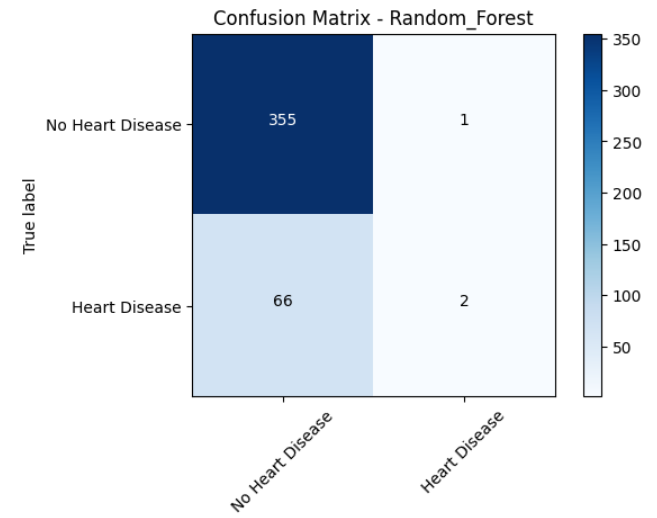 Confusion Matrix - Random_Forest
True label
No Heart Disease
Heart Disease
355
1
66
2
No Heart Disease
Heart Disease
350
300
250
200
150
100
50